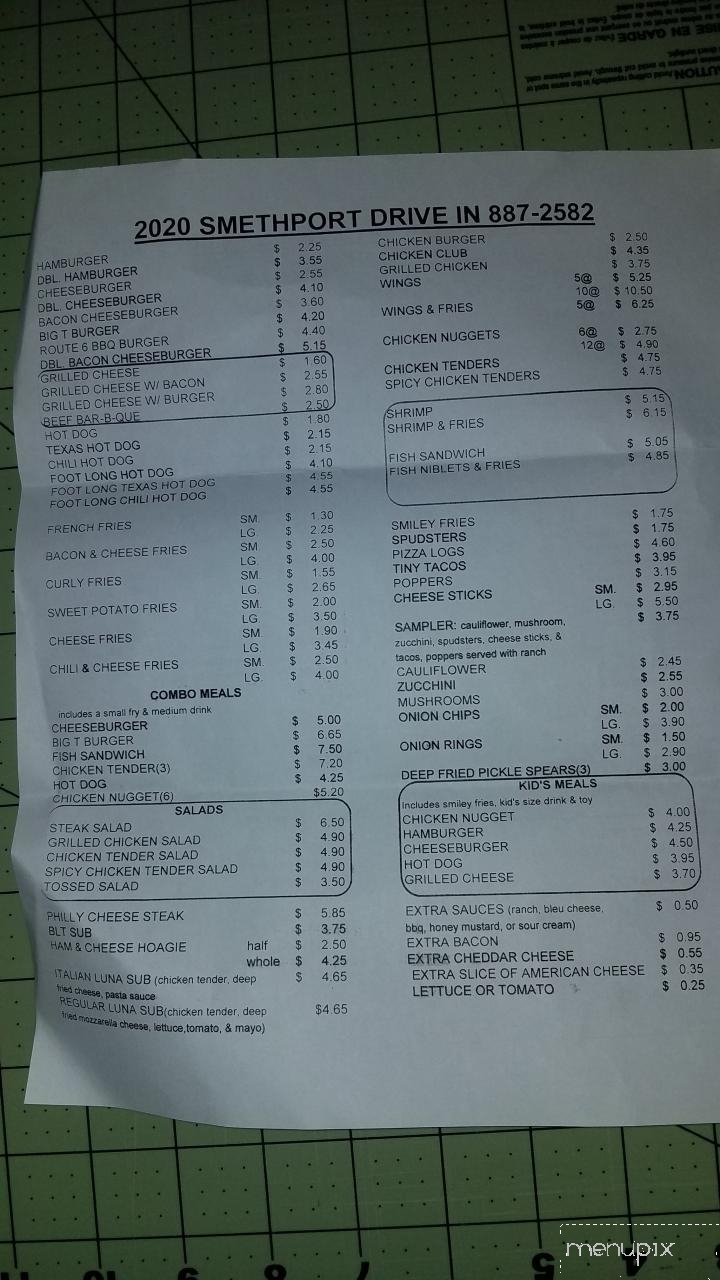 2020 SMETHPORT DRIVE IN 887-2582
HAMBURGER $ 2.25
DBL. HAMBURGER $ 3.55
CHEESEBURGER $ 2.55
DBL. CHEESEBURGER $ 4.10
BACON CHEESEBURGER $ 3.60
BIG T BURGER $ 4.20
ROUTE 6 BBQ BURGER $ 4.40
DBL. BACON CHEESEBURGER $ 5.15
GRILLED CHEESE $ 1.60
GRILLED CHEESE W/ BACON $ 2.55
GRILLED CHEESE W/ BURGER $ 2.80
BEEF BAR-B-QUE $ 2.50
HOT DOG $ 1.80
TEXAS HOT DOG $ 2.15
CHILI HOT DOG $ 2.15
FOOT LONG HOT DOG $ 4.10
FOOT LONG TEXAS HOT DOG $ 4.55
FOOT LONG CHILI HOT DOG $ 4.55
FRENCH FRIES SM. $ 1.30
LG. $ 2.25
BACON & CHEESE FRIES SM $ 2.50
LG. $ 4.00
CURLY FRIES SM. $ 1.55
LG. $ 2.65
SWEET POTATO FRIES SM. $ 2.00
LG. $ 3.50
CHEESE FRIES SM. $ 1.90
LG. $ 3.45
CHILI & CHEESE FRIES SM. $ 2.50
LG. $ 4.00
COMBO MEALS
includes a small fry & medium drink
CHEESEBURGER $ 5.00
BIG T BURGER $ 6.65
FISH SANDWICH $ 7.50
CHICKEN TENDER(3) $ 7.20
HOT DOG $ 4.25
CHICKEN NUGGET(6) $5.20
SALADS
STEAK SALAD $ 6.50
GRILLED CHICKEN SALAD $ 4.90
CHICKEN TENDER SALAD $ 4.90
SPICY CHICKEN TENDER SALAD $ 4.90
TOSSED SALAD $ 3.50
PHILLY CHEESE STEAK $ 5.85
BLT SUB $ 3.75
HAM & CHEESE HOAGIE half $ 2.50
whole $ 4.25
ITALIAN LUNA SUB (chicken tender, deep $ 4.65
fried cheese, pasta sauce
REGULAR LUNA SUB(chicken tender, deep $4.65
fried mozzarella cheese, lettuce,tomato, & mayo)
CHICKEN BURGER $ 2.50
CHICKEN CLUB $ 4.35
GRILLED CHICKEN $ 3.75
WINGS 5@ $ 5.25
10@ $ 10.50
WINGS & FRIES 5@ $ 6.25
CHICKEN NUGGETS 6@ $ 2.75
12@ $ 4.90
CHICKEN TENDERS $ 4.75
SPICY CHICKEN TENDERS $ 4.75
SHRIMP $ 5.15
SHRIMP & FRIES $ 6.15
FISH SANDWICH $ 5.05
FISH NIBLETS & FRIES $ 4.85
SMILEY FRIES $ 1.75
SPUDSTERS $ 1.75
PIZZA LOGS $ 4.60
TINY TACOS $ 3.95
POPPERS $ 3.15
CHEESE STICKS SM. $ 2.95
LG. $ 5.50
SAMPLER: cauliflower, mushroom, $ 3.75
zucchini, spudsters, cheese sticks, &
tacos, poppers served with ranch
CAULIFLOWER $ 2.45
ZUCCHINI $ 2.55
MUSHROOMS $ 3.00
ONION CHIPS SM. $ 2.00
LG. $ 3.90
ONION RINGS SM. $ 1.50
LG. $ 2.90
DEEP FRIED PICKLE SPEARS(3) $ 3.00
KID'S MEALS
Includes smiley fries, kid's size drink & toy
CHICKEN NUGGET $ 4.00
HAMBURGER $ 4.25
CHEESEBURGER $ 4.50
HOT DOG $ 3.95
GRILLED CHEESE $ 3.70
EXTRA SAUCES (ranch, bleu cheese, $ 0.50
bbq, honey mustard, or sour cream)
EXTRA BACON $ 0.95
EXTRA CHEDDAR CHEESE $ 0.55
EXTRA SLICE OF AMERICAN CHEESE $ 0.35
LETTUCE OR TOMATO $ 0.25
10 9 8 7 5 4
menupix